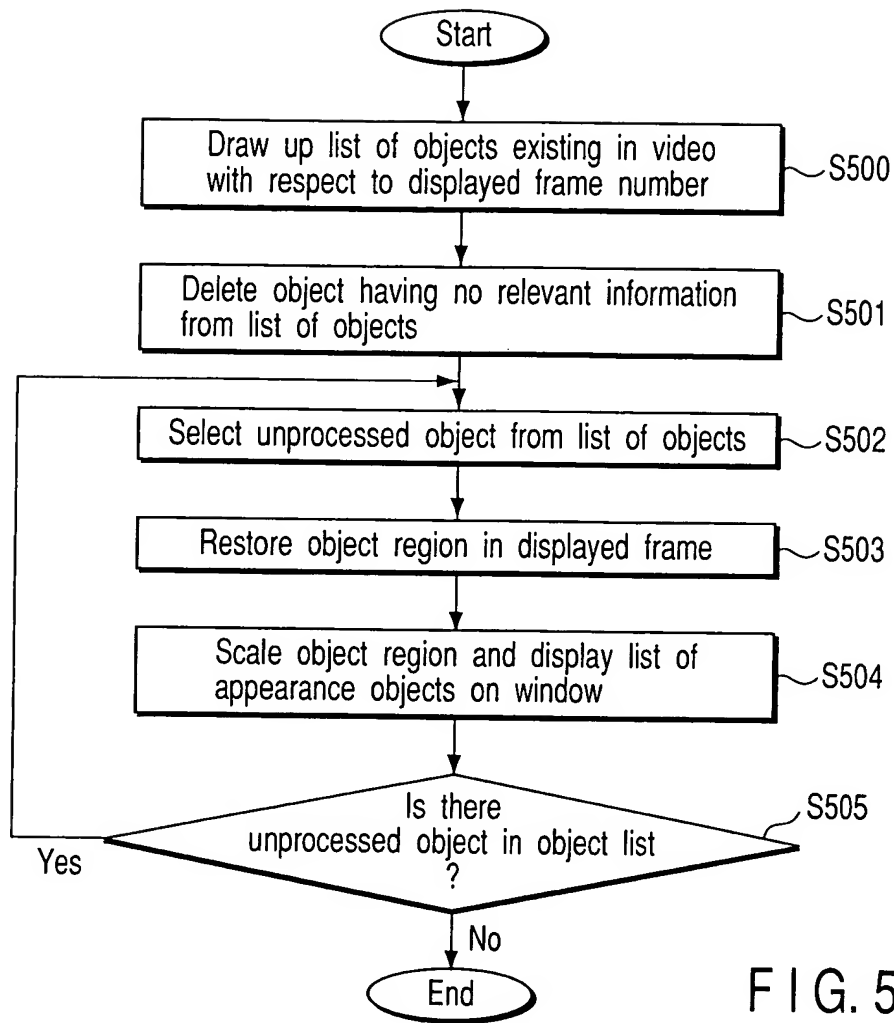 Start
Draw up list of objects existing in video
with respect to displayed frame number
S500
Delete object having no relevant information
from list of objects
S501
Select unprocessed object from list of objects
S502
Restore object region in displayed frame
S503
Scale object region and display list of
appearance objects on window
S504
Is there
unprocessed object in object list
?
S505
Yes
No
End
FIG. 5